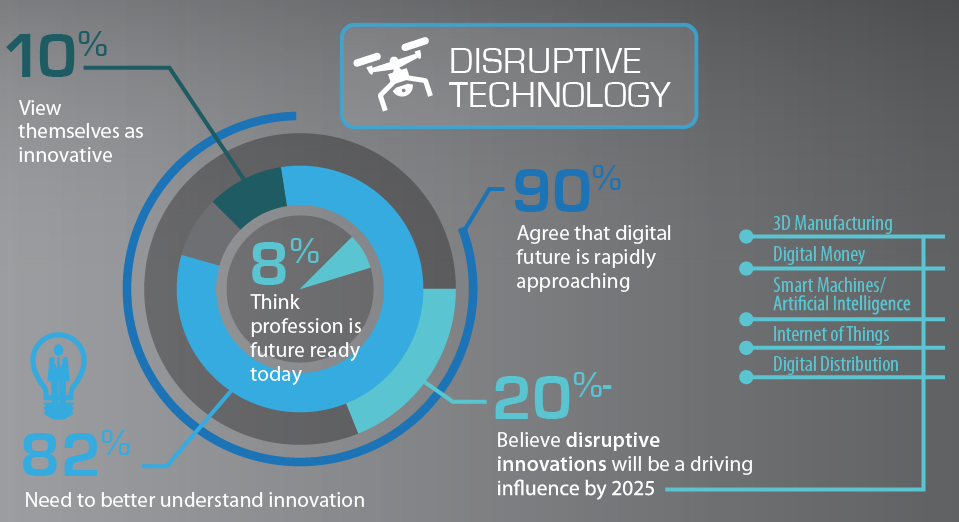 DISRUPTIVE
TECHNOLOGY
10%
View
themselves as
innovative
90%
Agree that digital
future is rapidly
approaching
8%
Think
profession is
future ready
today
82%
Need to better understand innovation
20%-
Believe disruptive
innovations will be a driving
influence by 2025
3D Manufacturing
Digital Money
Smart Machines/
Artificial Intelligence
Internet of Things
Digital Distribution